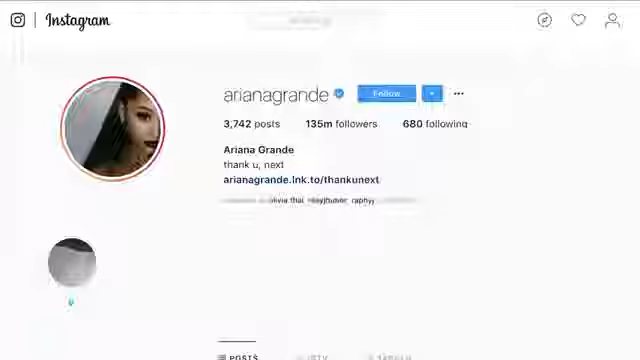 Instagram
arianagrande Follow
3,742 posts 135m followers 680 following
Ariana Grande
thank u, next
arianagrande.lnk.to/thankunext
POSTS